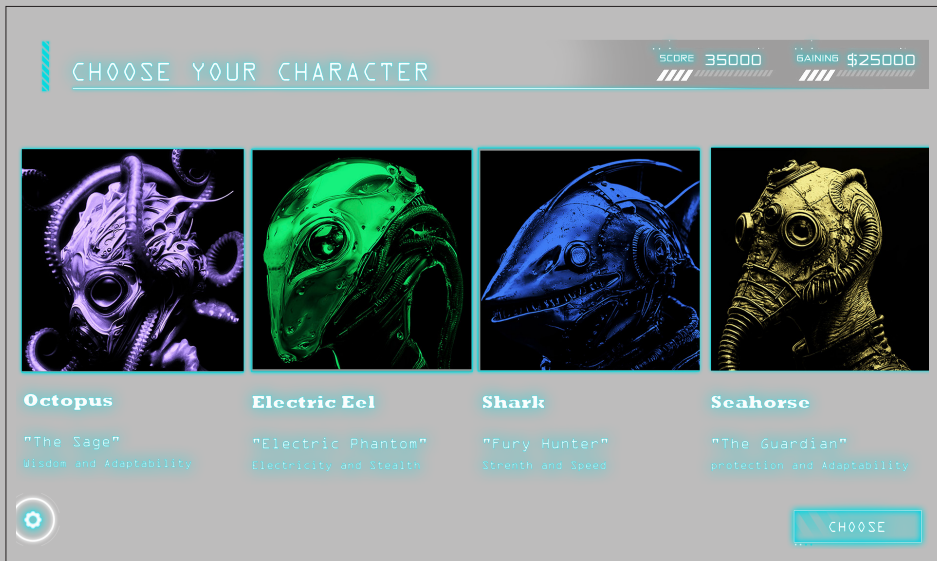 CHOOSE YOUR CHARACTER
SCORE 35000
GAINING $25000
Octopus
"The Sage"
Wisdom and Adaptability
Electric Eel
"Electric Phantom"
Electricity and Stealth
Shark
"Fury Hunter"
Strenth and Speed
Seahorse
"The Guardian"
protection and Adaptability
CHOOSE